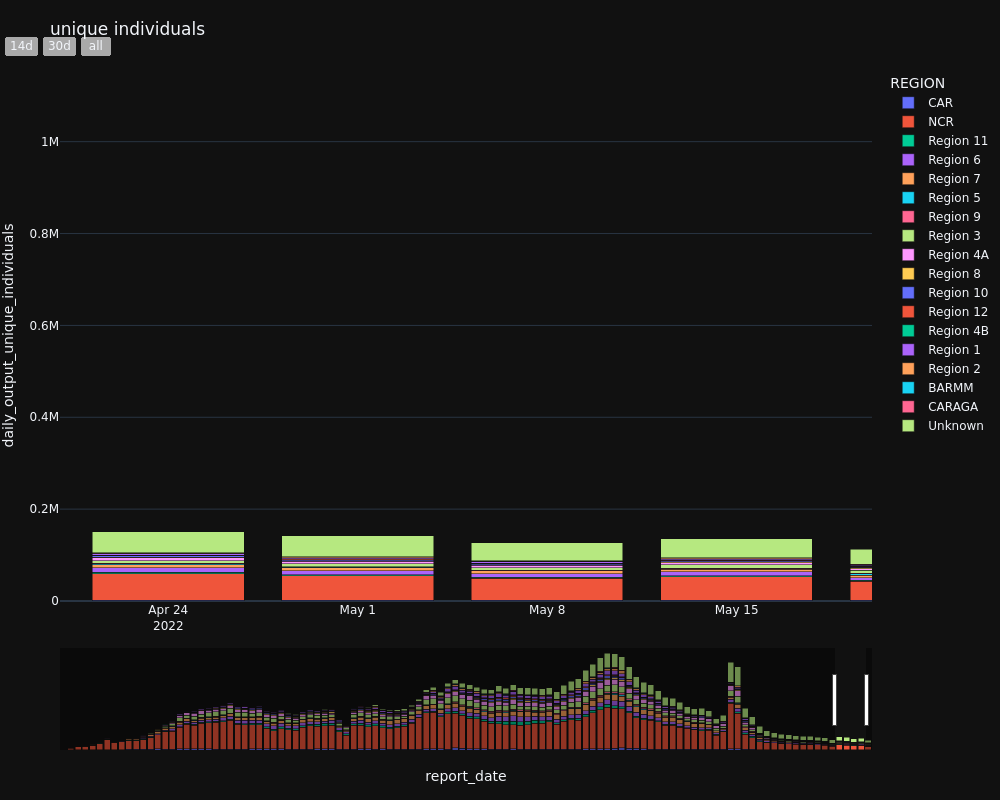 unique individuals
14d 30d all
REGION
CAR
NCR
Region 11
Region 6
Region 7
Region 5
Region 9
Region 3
Region 4A
Region 8
Region 10
Region 12
Region 4B
Region 1
Region 2
BARMM
CARAGA
Unknown
daily_output_unique_individuals
1M
0.8M
0.6M
0.4M
0.2M
0
Apr 24 May 1 May 8 May 15
2022
report_date